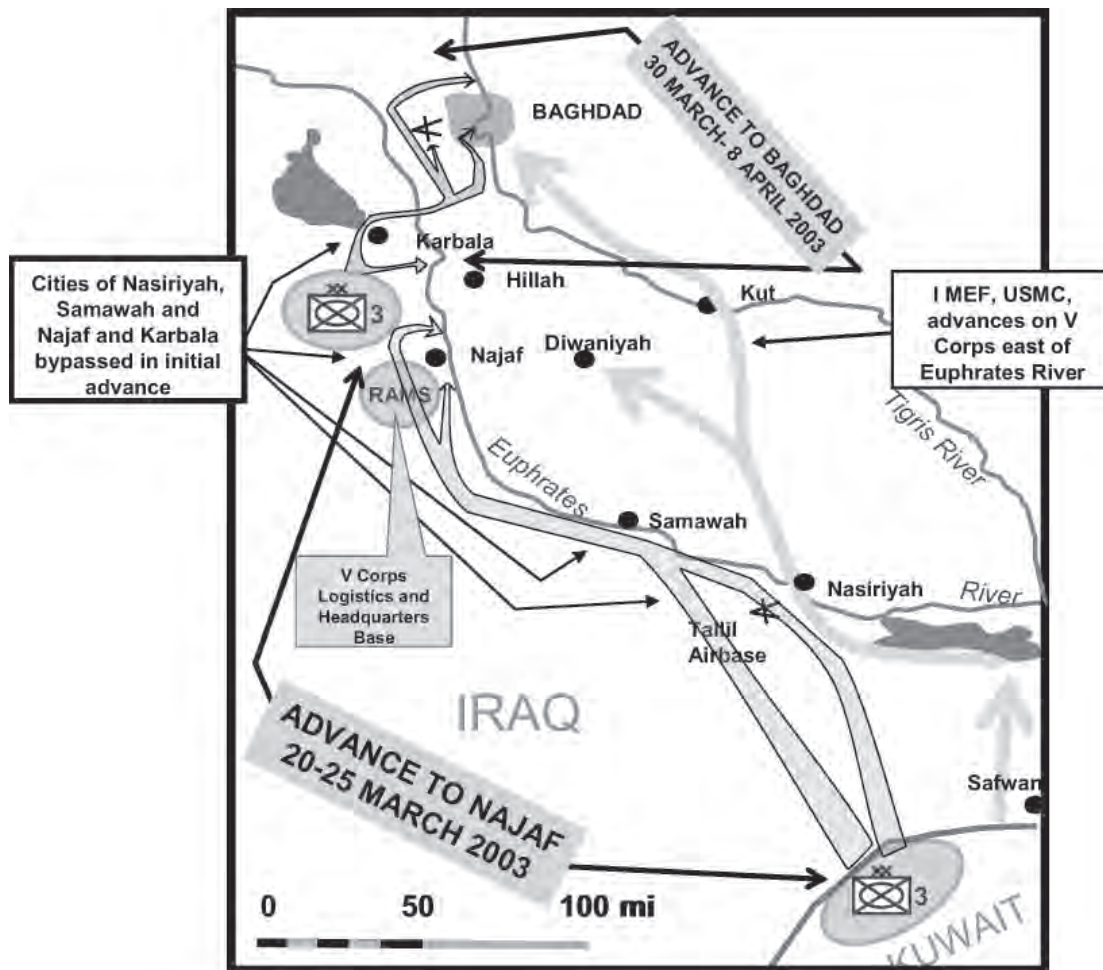 ADVANCE TO BAGHDAD
30 MARCH- 8 APRIL 2003
BAGHDAD
Karbala
Hillah
Kut
Cities of Nasiriyah,
Samawah and
Najaf and Karbala
bypassed in initial
advance
XX
3
I MEF, USMC,
advances on V
Corps east of
Euphrates River
Najaf
Diwaniyah
RAMS
Tigris River
Euphrates
Samawah
V Corps
Logistics and
Headquarters
Base
Nasiriyah
River
Tallil
Airbase
IRAQ
ADVANCE TO NAJAF
20-25 MARCH 2003
Safwan
XX
3
KUWAIT
0 50 100 mi